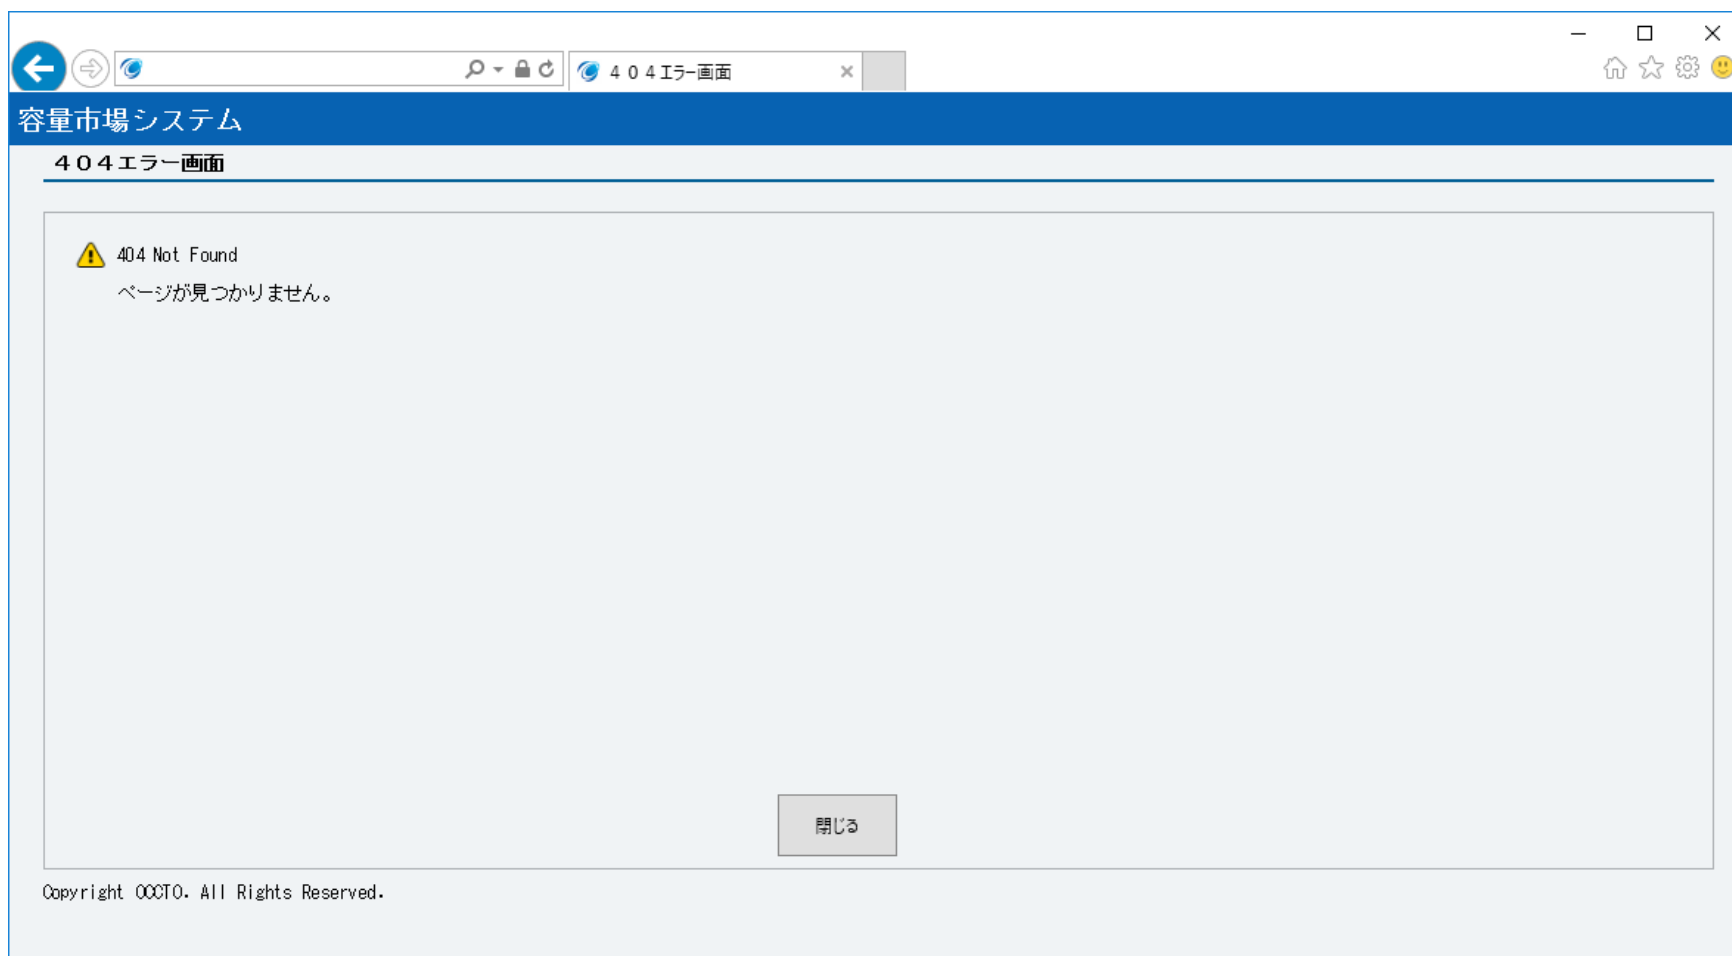 ４０４エラー画面
容量市場システム
４０４エラー画面
404 Not Found
ページが見つかりません。
閉じる
Copyright OCCTO. All Rights Reserved.